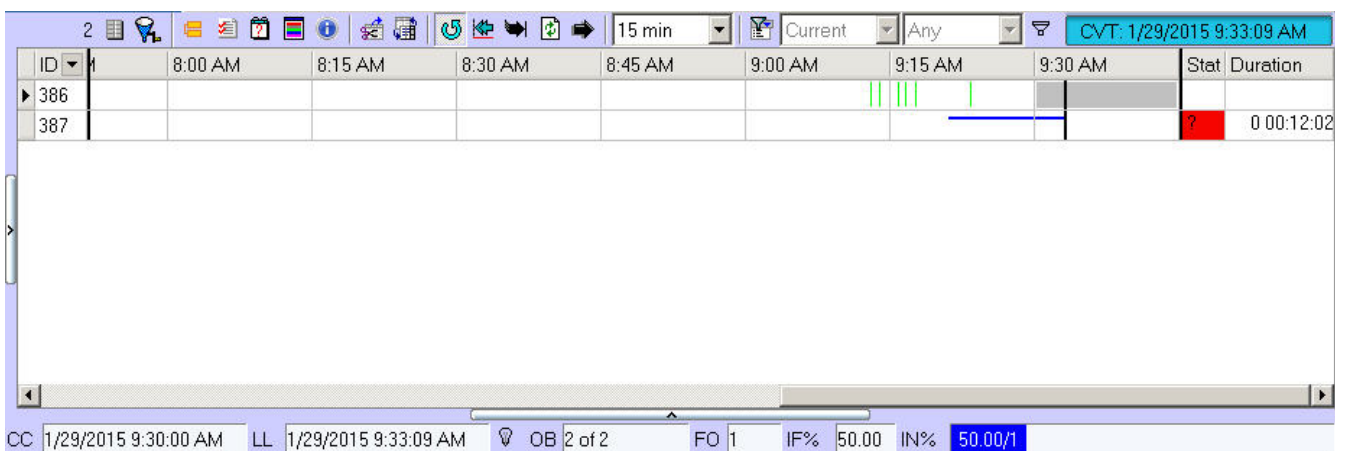 2 15 min Current Any CVT: 1/29/2015 9:33:09 AM
ID M 8:00 AM 8:15 AM 8:30 AM 8:45 AM 9:00 AM 9:15 AM 9:30 AM Stat Duration
386
387 ? 0 00:12:02
CC 1/29/2015 9:30:00 AM LL 1/29/2015 9:33:09 AM OB 2 of 2 FO 1 IF% 50.00 IN% 50.00/1